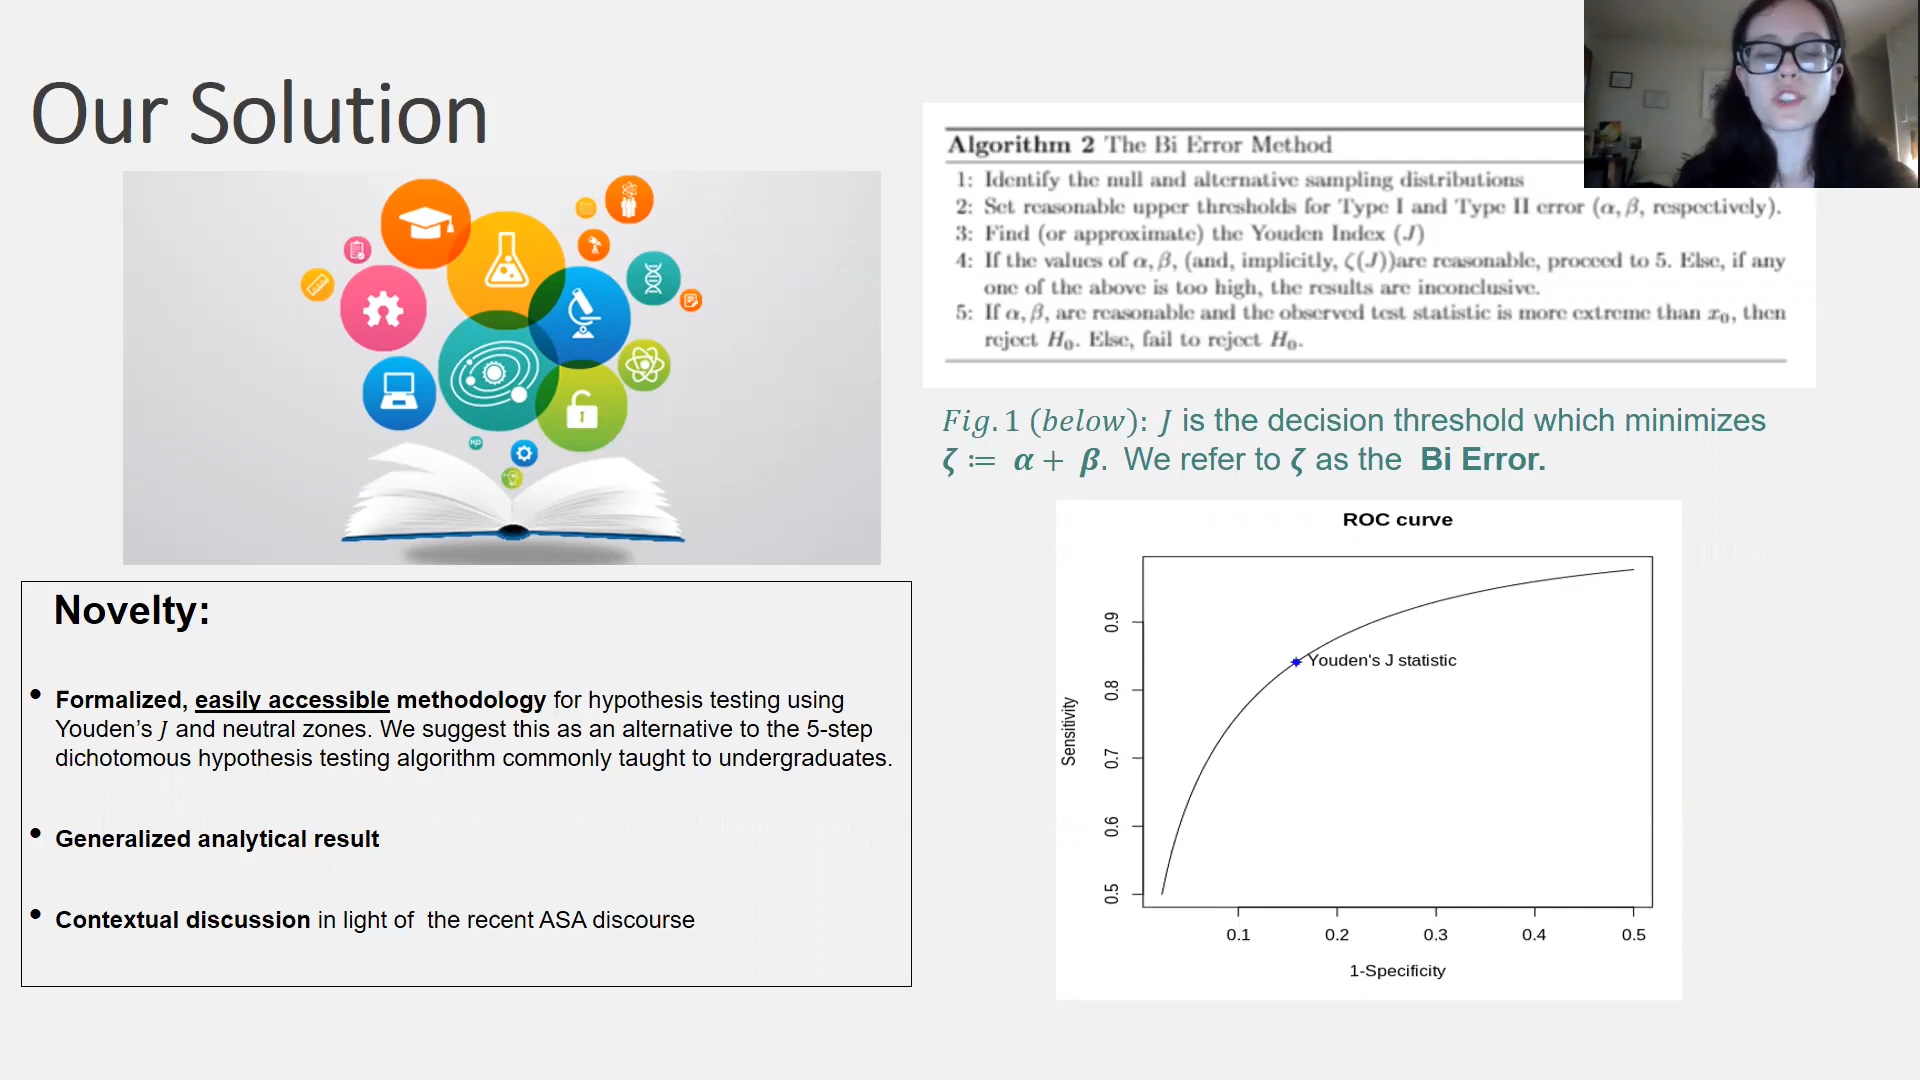 Our Solution
Algorithm 2 The Bi Error Method
1: Identify the null and alternative sampling distributions
2: Set reasonable upper thresholds for Type I and Type II error (α, β, respectively).
3: Find (or approximate) the Youden Index (J)
4: If the values of α, β, (and, implicitly, ζ(J))are reasonable, proceed to 5. Else, if any
one of the above is too high, the results are inconclusive.
5: If α, β, are reasonable and the observed test statistic is more extreme than x₀, then
reject H₀. Else, fail to reject H₀.
Fig. 1 (below): J is the decision threshold which minimizes
ζ ≔ α + β. We refer to ζ as the Bi Error.
Novelty:
• Formalized, easily accessible methodology for hypothesis testing using
Youden's J and neutral zones. We suggest this as an alternative to the 5-step
dichotomous hypothesis testing algorithm commonly taught to undergraduates.
• Generalized analytical result
• Contextual discussion in light of the recent ASA discourse
ROC curve
Youden's J statistic
Sensitivity
0.9
0.8
0.7
0.6
0.5
0.1 0.2 0.3 0.4 0.5
1-Specificity